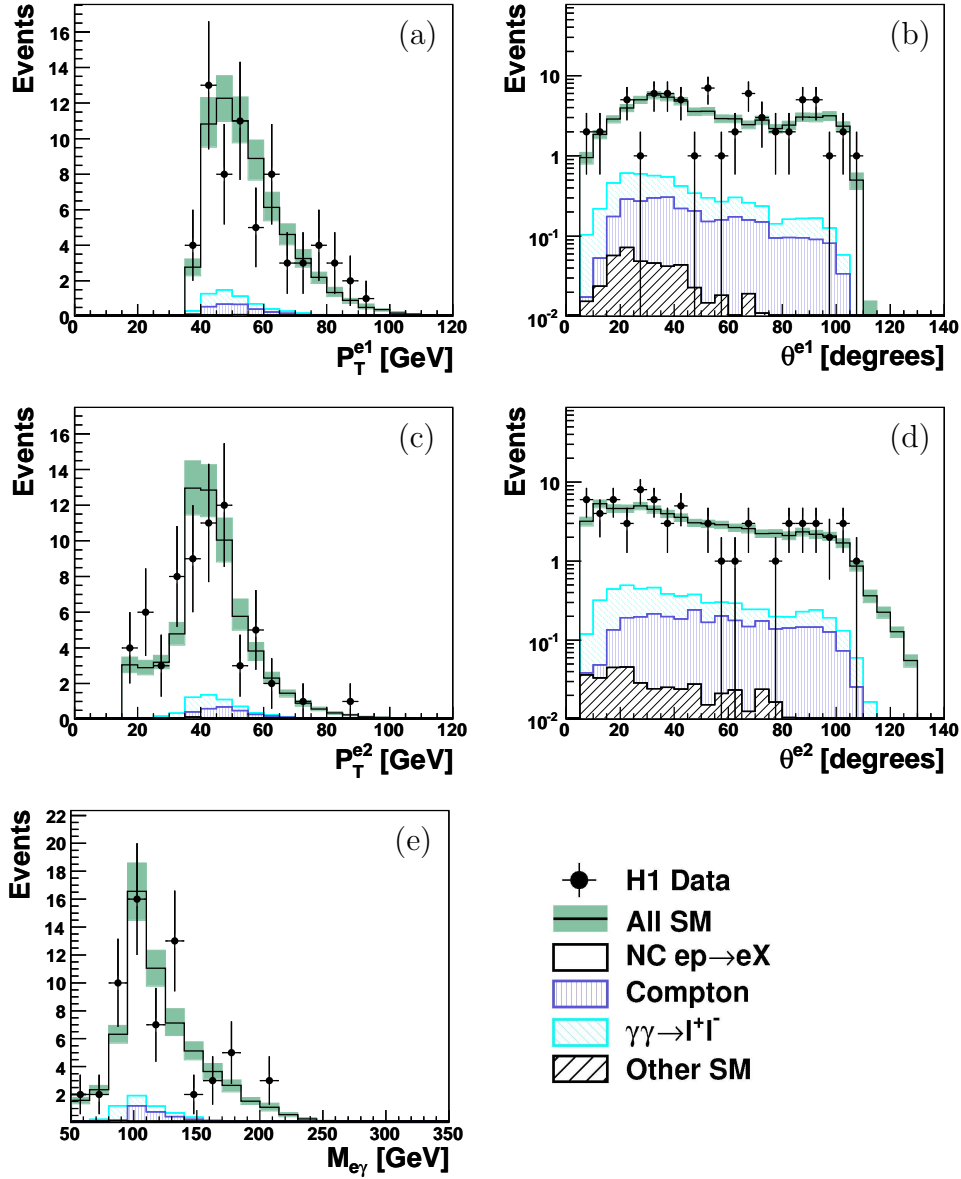 Events
16
14
12
10
8
6
4
2
0
(a)
0 20 40 60 80 100 120
P_T^e1 [GeV]
Events
10
1
10^-1
10^-2
(b)
0 20 40 60 80 100 120 140
θ^e1 [degrees]
Events
16
14
12
10
8
6
4
2
0
(c)
0 20 40 60 80 100 120
P_T^e2 [GeV]
Events
10
1
10^-1
10^-2
(d)
0 20 40 60 80 100 120 140
θ^e2 [degrees]
Events
22
20
18
16
14
12
10
8
6
4
2
(e)
50 100 150 200 250 300 350
M_eγ [GeV]
H1 Data
All SM
NC ep→eX
Compton
γγ→l⁺l⁻
Other SM